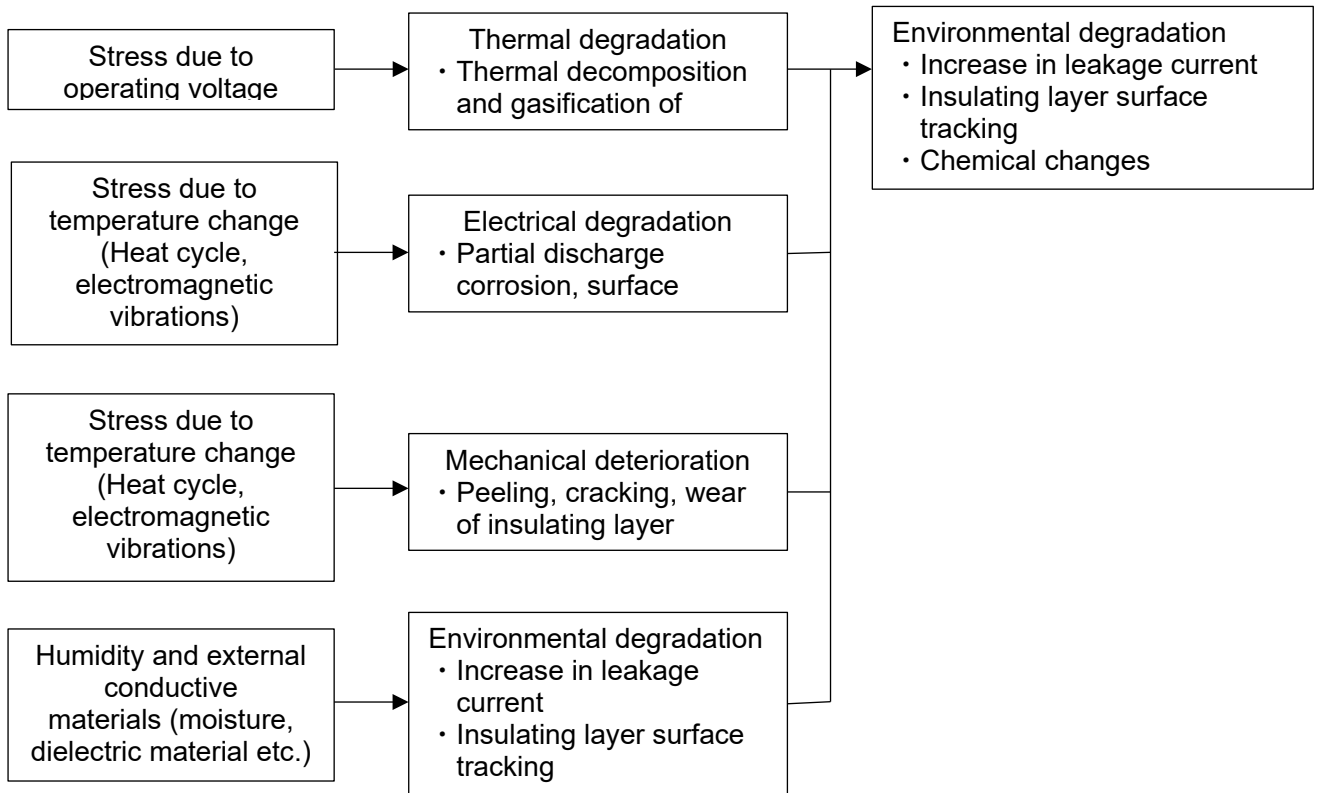 Stress due to
operating voltage
Thermal degradation
・Thermal decomposition
and gasification of
Environmental degradation
・Increase in leakage current
・Insulating layer surface
tracking
・Chemical changes
Stress due to
temperature change
(Heat cycle,
electromagnetic
vibrations)
Electrical degradation
・Partial discharge
corrosion, surface
Stress due to
temperature change
(Heat cycle,
electromagnetic
vibrations)
Mechanical deterioration
・Peeling, cracking, wear
of insulating layer
Humidity and external
conductive
materials (moisture,
dielectric material etc.)
Environmental degradation
・Increase in leakage
current
・Insulating layer surface
tracking